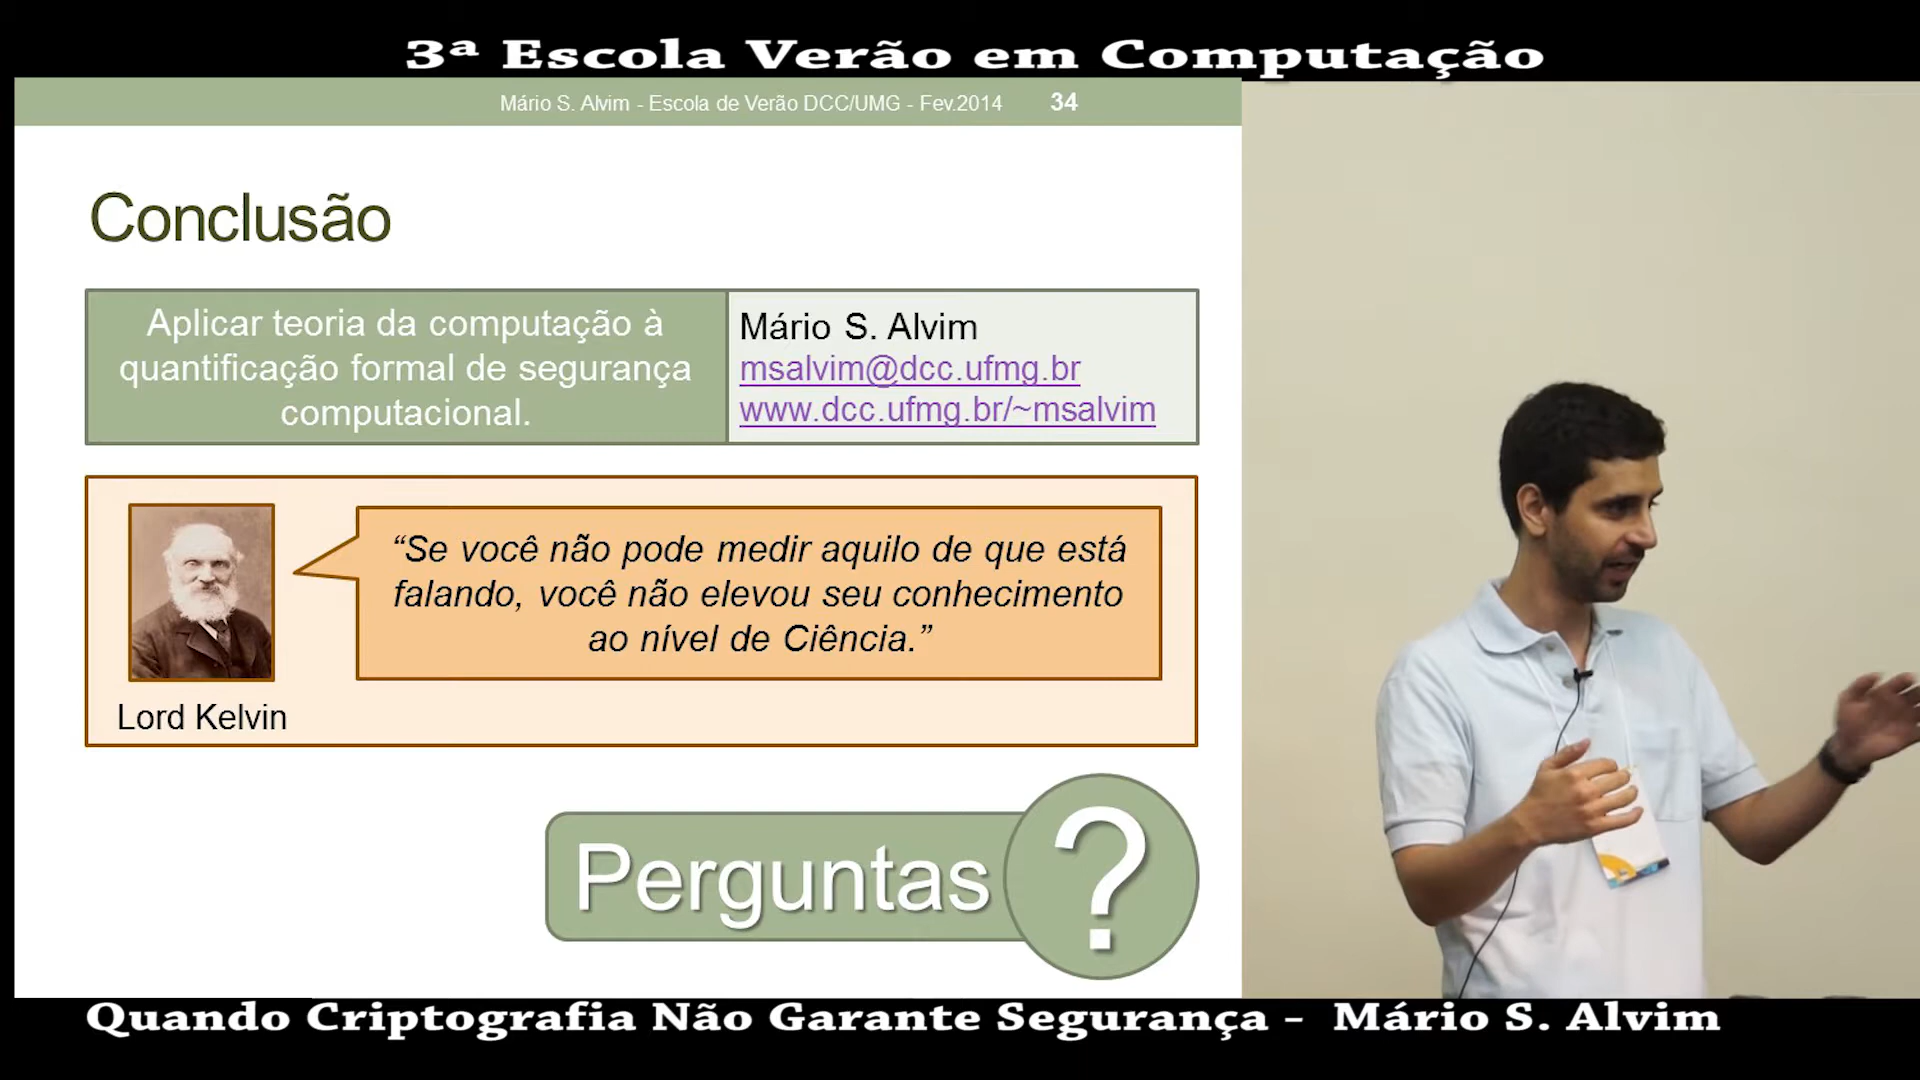 3ª Escola Verão em Computação
Mário S. Alvim - Escola de Verão DCC/UMG - Fev.2014 34
Conclusão
Aplicar teoria da computação à
quantificação formal de segurança
computacional.
Mário S. Alvim
msalvim@dcc.ufmg.br
www.dcc.ufmg.br/~msalvim
“Se você não pode medir aquilo de que está
falando, você não elevou seu conhecimento
ao nível de Ciência.”
Lord Kelvin
Perguntas ?
Quando Criptografia Não Garante Segurança - Mário S. Alvim